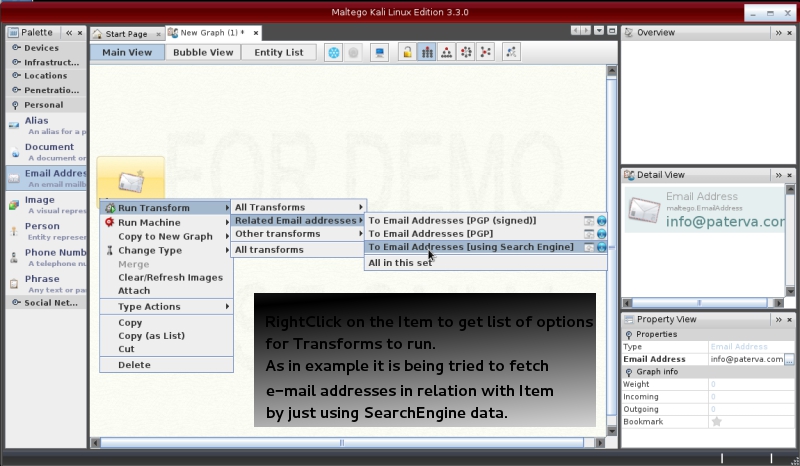 Maltego Kali Linux Edition 3.3.0
Palette
Devices
Infrastruct...
Locations
Penetratio...
Personal
Alias
An alias for a p
Document
A document or
Email Addres
An email mailb
Image
A visual repres
Person
Entity represen
Phone Numb
A telephone nu
Phrase
Any text or pa
Social Net...
Start Page
New Graph (1) *
Main View
Bubble View
Entity List
FOR DEMO
Run Transform
Run Machine
Copy to New Graph
Change Type
Merge
Clear/Refresh Images
Attach
Type Actions
Copy
Copy (as List)
Cut
Delete
All Transforms
Related Email addresses
Other transforms
All transforms
To Email Addresses [PGP (signed)]
To Email Addresses [PGP]
To Email Addresses [using Search Engine]
All in this set
RightClick on the Item to get list of options
for Transforms to run.
As in example it is being tried to fetch
e-mail addresses in relation with Item
by just using SearchEngine data.
Overview
Detail View
Email Address
maltego.EmailAddress
info@paterva.com
Property View
Properties
Type Email Address
Email Address info@paterva.com ...
Graph info
Weight 0
Incoming 0
Outgoing 0
Bookmark